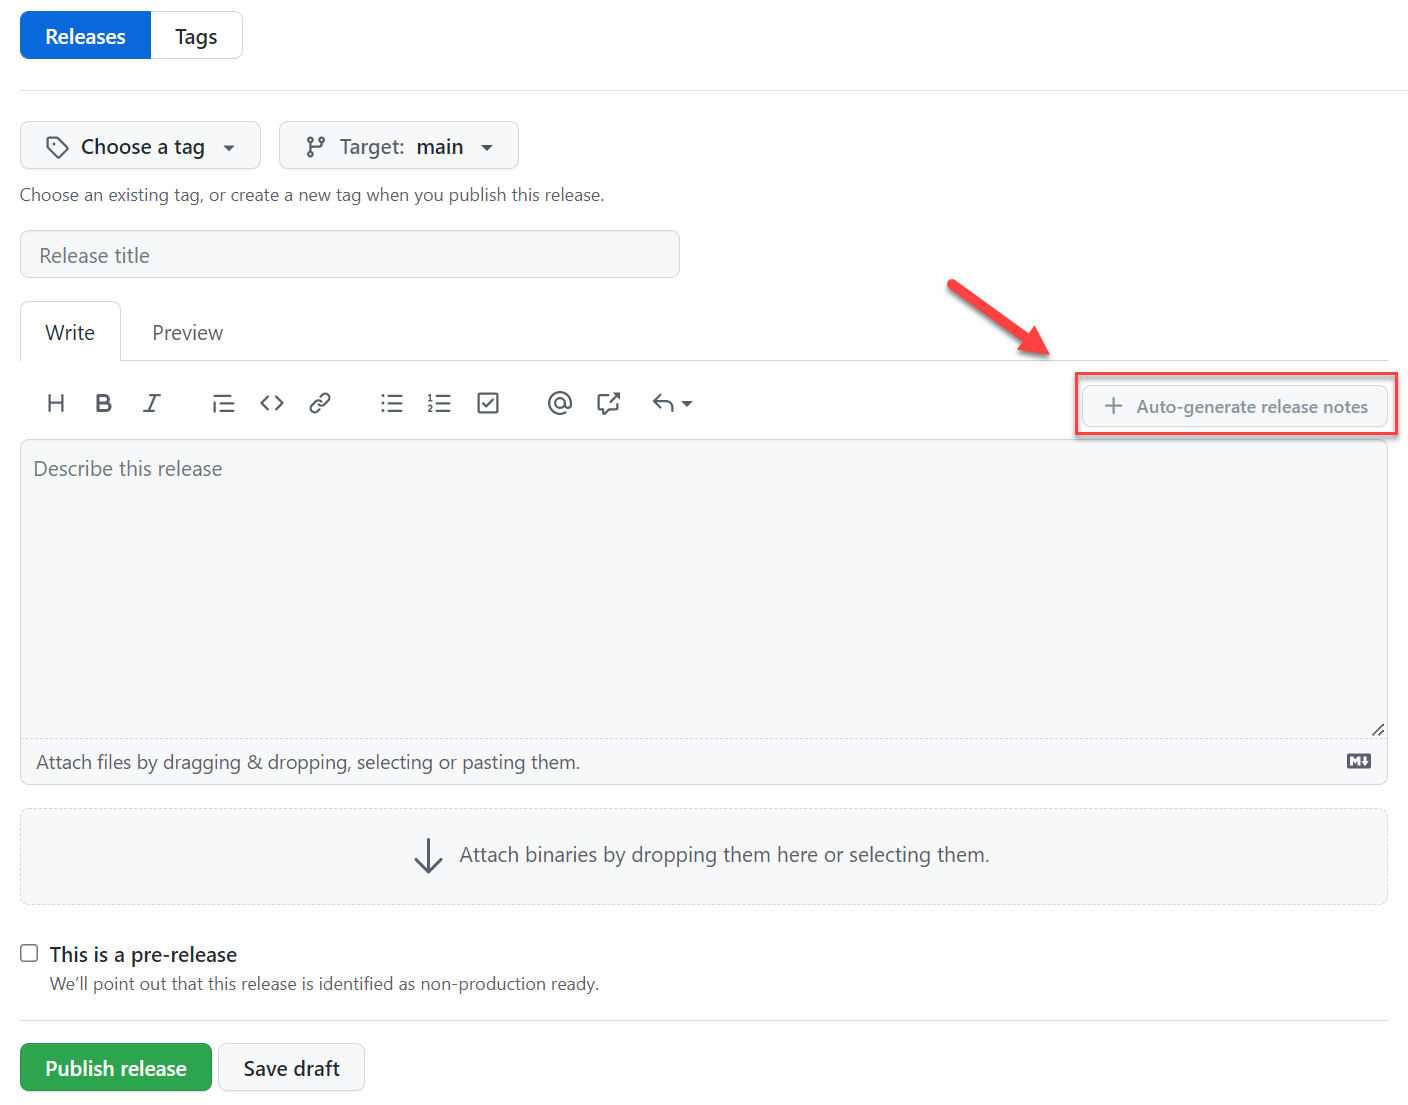 Releases Tags
Choose a tag Target: main
Choose an existing tag, or create a new tag when you publish this release.
Release title
Write Preview
+ Auto-generate release notes
Describe this release
Attach files by dragging & dropping, selecting or pasting them.
Attach binaries by dropping them here or selecting them.
This is a pre-release
We'll point out that this release is identified as non-production ready.
Publish release Save draft